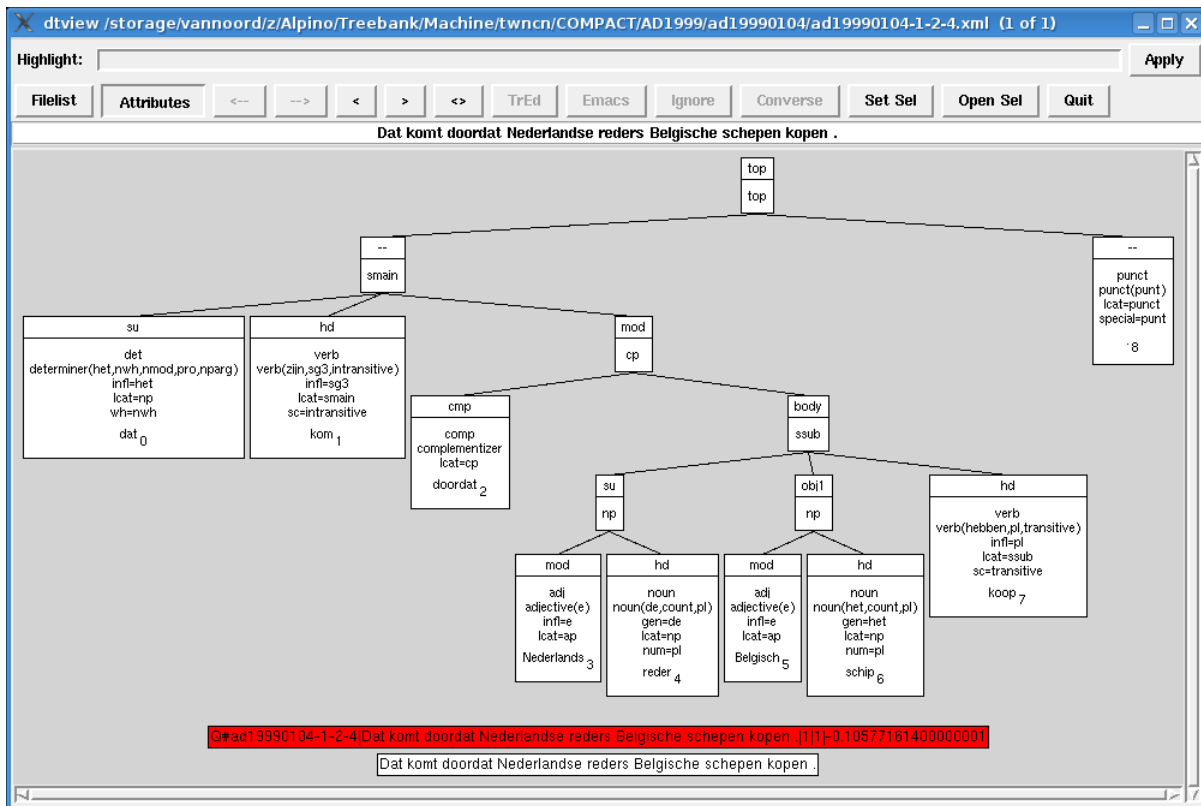 dtview /storage/vannoord/z/Alpino/Treebank/Machine/twncn/COMPACT/AD1999/ad19990104/ad19990104-1-2-4.xml (1 of 1)
Highlight: Apply
Filelist Attributes <-- --> < > <> TrEd Emacs Ignore Converse Set Sel Open Sel Quit
Dat komt doordat Nederlandse reders Belgische schepen kopen .
top
top
--
smain
--
punct
punct(punt)
lcat=punct
special=punt
.8
su
det
determiner(het,nwh,nmod,pro,nparg)
infl=het
lcat=np
wh=nwh
dat 0
hd
verb
verb(zijn,sg3,intransitive)
infl=sg3
lcat=smain
sc=intransitive
kom 1
mod
cp
cmp
comp
complementizer
lcat=cp
doordat 2
body
ssub
su
np
obj1
np
hd
verb
verb(hebben,pl,transitive)
infl=pl
lcat=ssub
sc=transitive
koop 7
mod
adj
adjective(e)
infl=e
lcat=ap
Nederlands 3
hd
noun
noun(de,count,pl)
gen=de
lcat=np
num=pl
reder 4
mod
adj
adjective(e)
infl=e
lcat=ap
Belgisch 5
hd
noun
noun(het,count,pl)
gen=het
lcat=np
num=pl
schip 6
Q#ad19990104-1-2-4|Dat komt doordat Nederlandse reders Belgische schepen kopen .|1|1|-0.10577161400000001
Dat komt doordat Nederlandse reders Belgische schepen kopen .